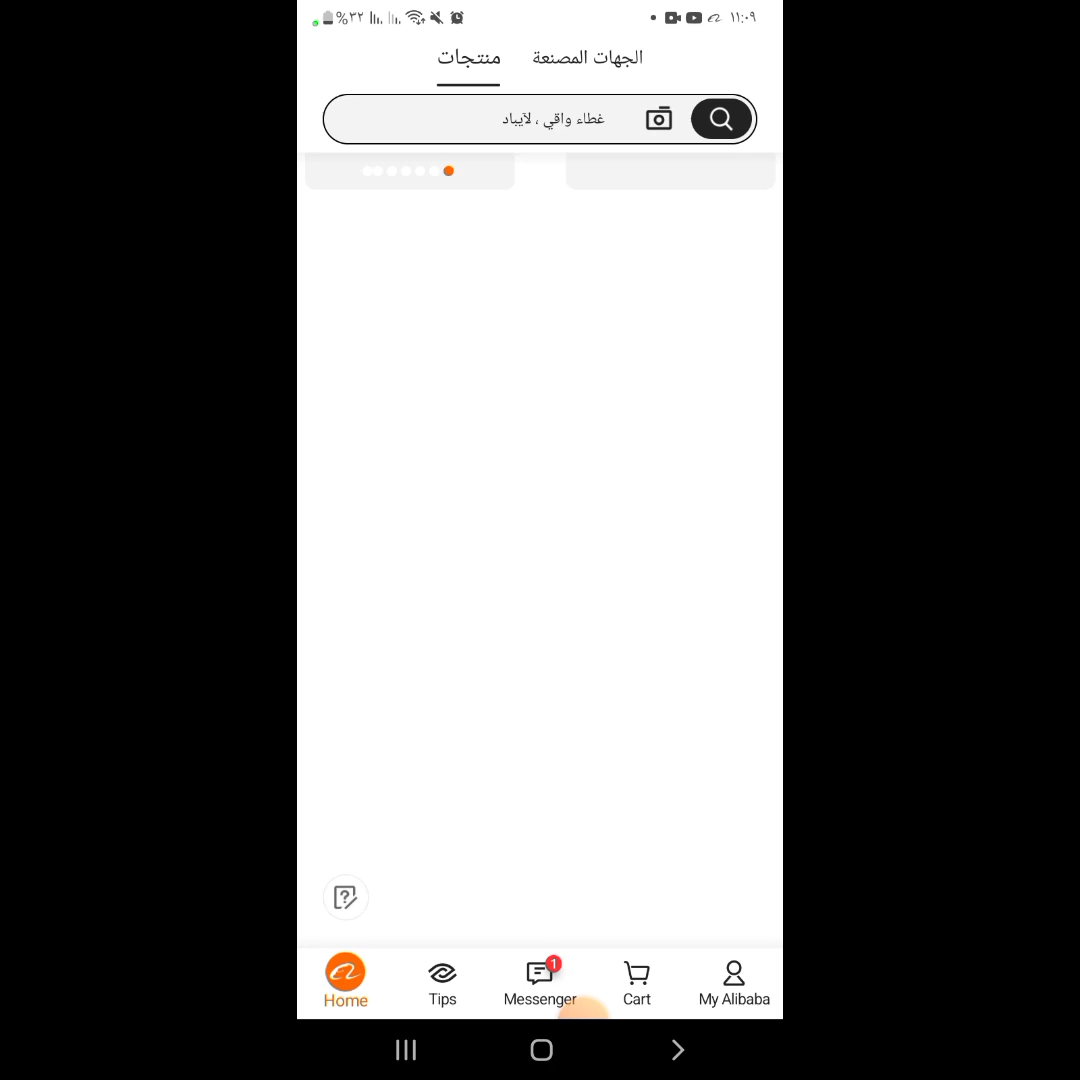 %٣٢
١١:٠٩
منتجات
الجهات المصنعة
غطاء واقي ، لآيباد
Home
Tips
1
Messenger
Cart
My Alibaba